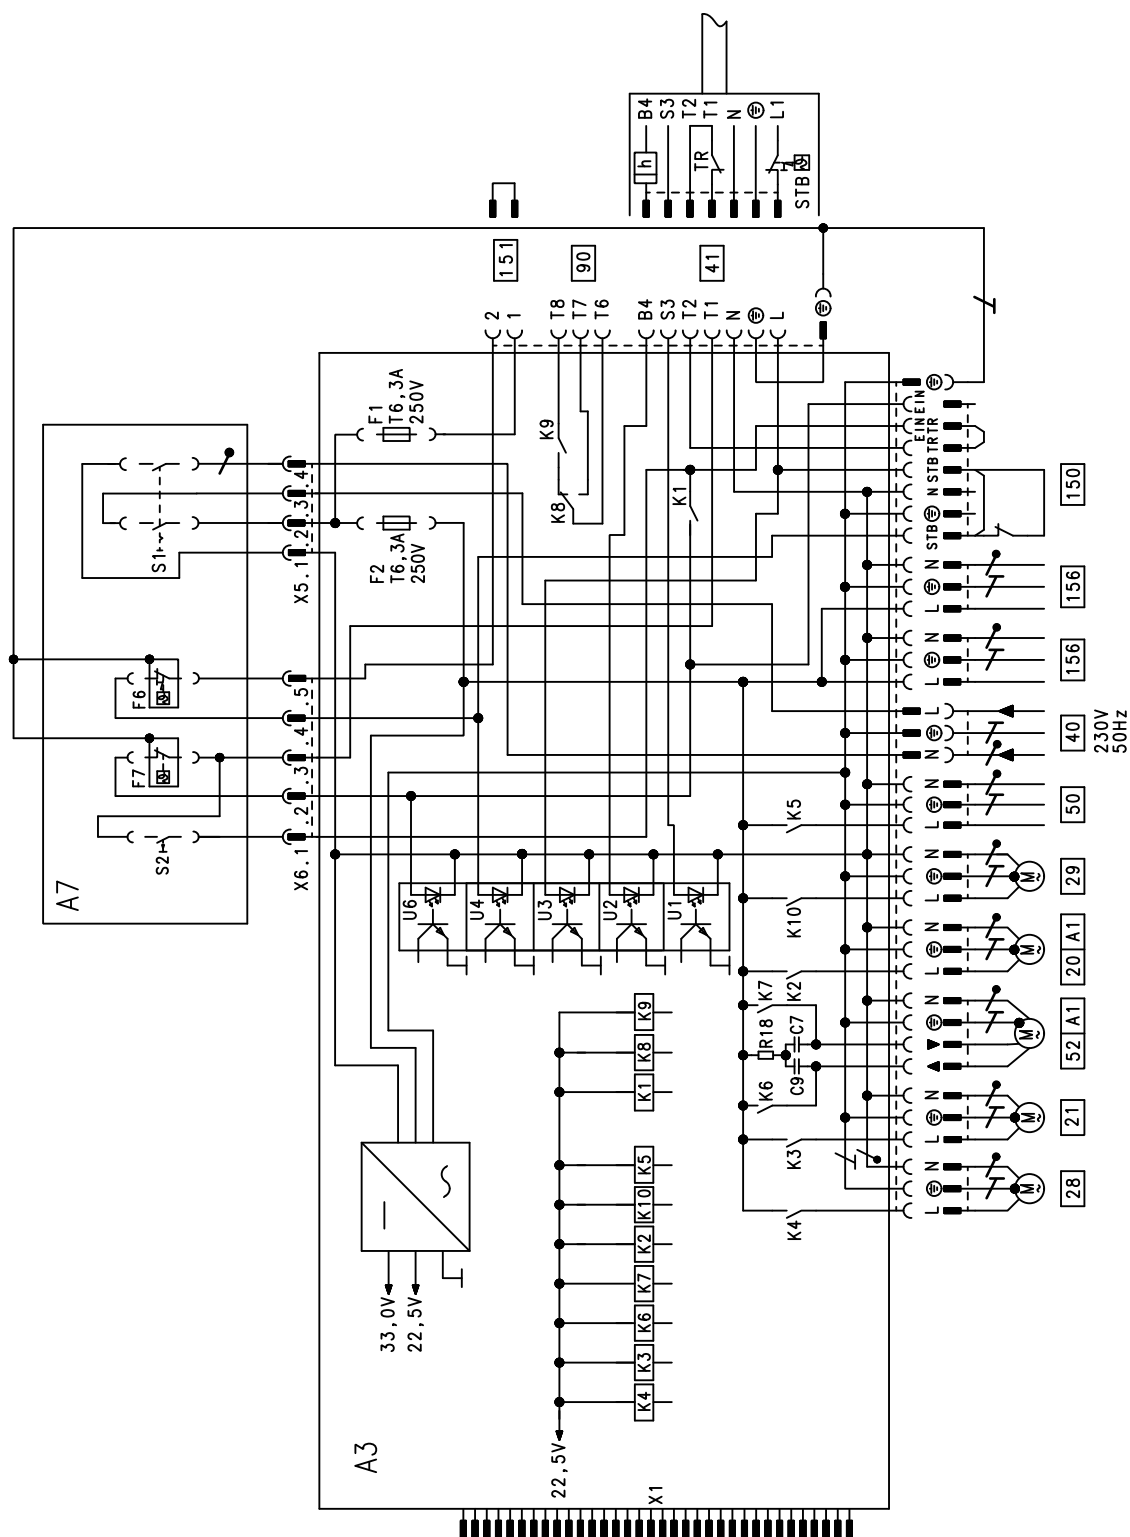 A7
S1
S2
F6
F7
X5.1 .2 .3 .4
X6.1 .2 .3 .4 .5
F1
T6,3A
250V
F2
T6,3A
250V
2
1
151
T8
T7
T6
90
B4
S3
T2
T1
N
L
41
B4
S3
T2
T1
N
L1
h
TR
STB
K9
K8
K1
EIN
EIN
TR
TR
STB
N
STB
150
N
L
156
N
L
156
L
N
40
230V
50Hz
N
L
50
K5
N
L
M~
29
K10
N
L
M~
20 A1
K2
K7
R18
C7
C9
K6
N
M~
52 A1
N
L
M~
21
K3
N
L
M~
28
K4
U6
U4
U3
U2
U1
K9
K8
K1
K5
K10
K2
K7
K6
K3
K4
22,5V
33,0V
22,5V
A3
X1